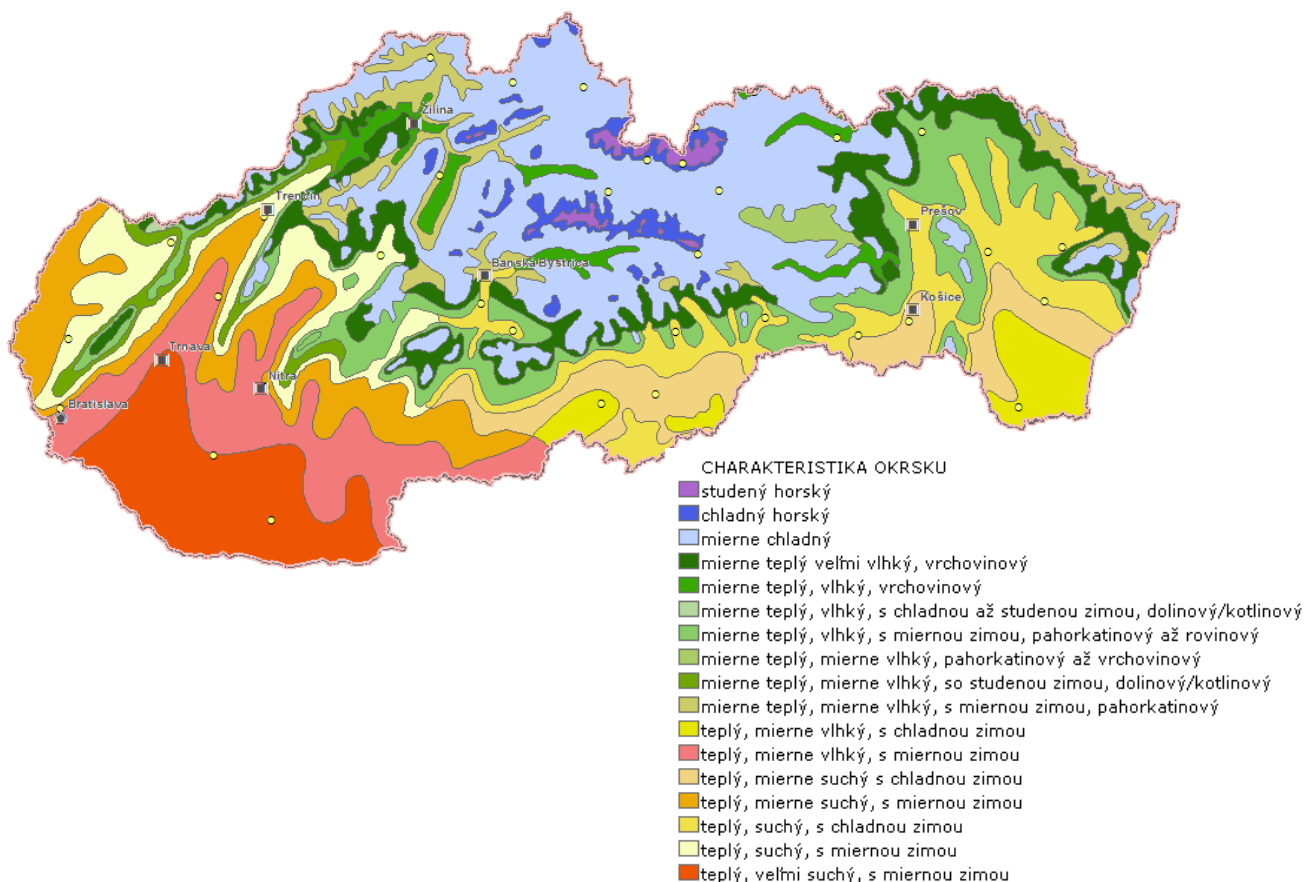 Žilina
Trenčín
Prešov
Banska Bystrica
Košice
Trnava
Nitra
Bratislava
CHARAKTERISTIKA OKRSKU
studený horský
chladný horský
mierne chladný
mierne teplý veľmi vlhký, vrchovinový
mierne teplý, vlhký, vrchovinový
mierne teplý, vlhký, s chladnou až studenou zimou, dolinový/kotlinový
mierne teplý, vlhký, s miernou zimou, pahorkatinový až rovinový
mierne teplý, mierne vlhký, pahorkatinový až vrchovinový
mierne teplý, mierne vlhký, so studenou zimou, dolinový/kotlinový
mierne teplý, mierne vlhký, s miernou zimou, pahorkatinový
teplý, mierne vlhký, s chladnou zimou
teplý, mierne vlhký, s miernou zimou
teplý, mierne suchý s chladnou zimou
teplý, mierne suchý, s miernou zimou
teplý, suchý, s chladnou zimou
teplý, suchý, s miernou zimou
teplý, veľmi suchý, s miernou zimou